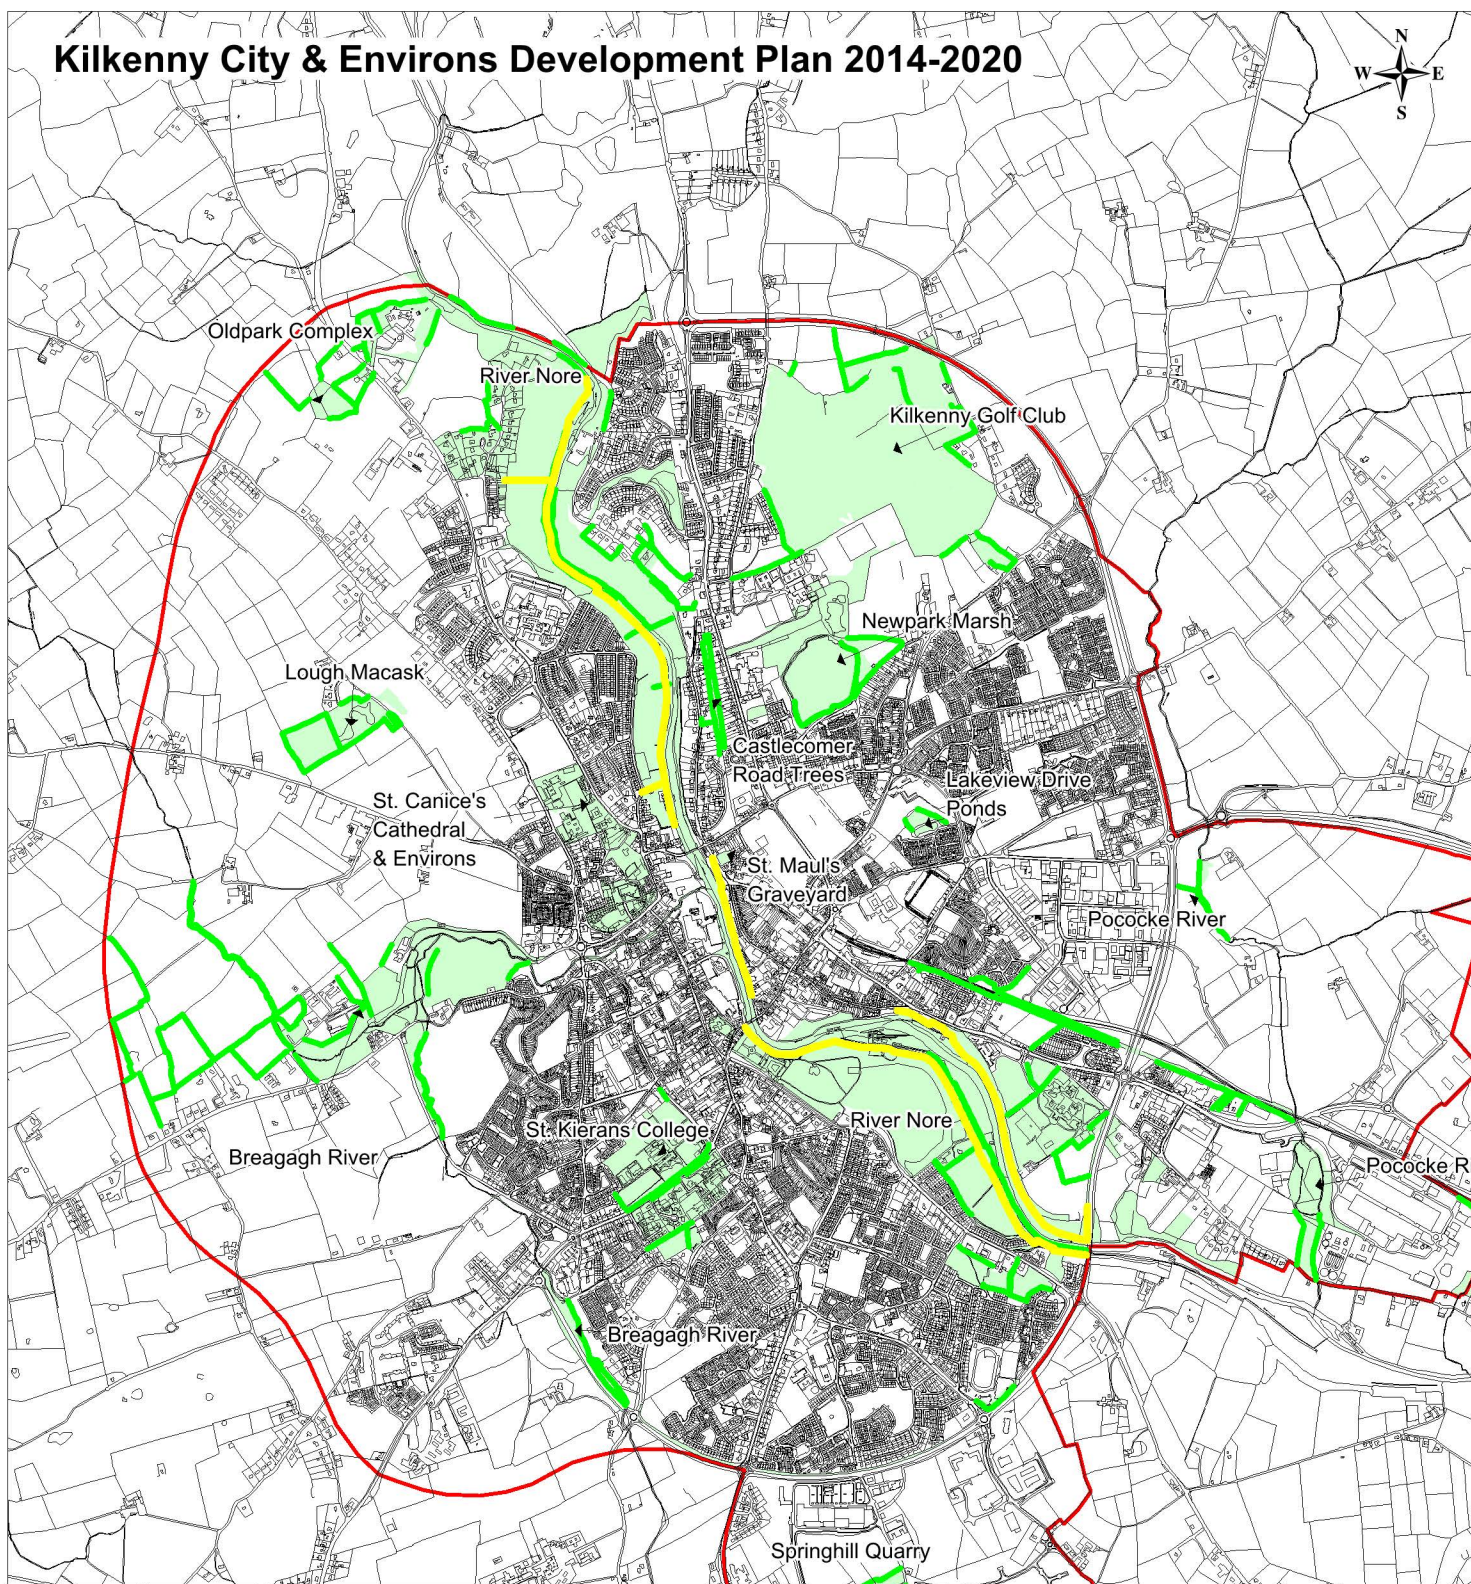 Kilkenny City & Environs Development Plan 2014-2020
N
W E
S
Oldpark Complex
River Nore
Kilkenny Golf Club
Newpark Marsh
Lough Macask
Castlecomer
Road Trees
Lakeview Drive
Ponds
St. Canice's
Cathedral
& Environs
St. Maul's
Graveyard
Pococke River
River Nore
St. Kierans College
Breagagh River
Pococke R
Breagagh River
Springhill Quarry